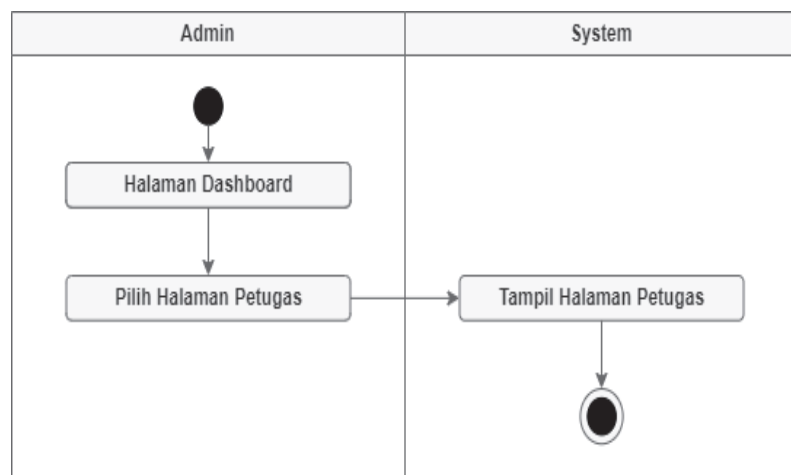 Admin
System
Halaman Dashboard
Pilih Halaman Petugas
Tampil Halaman Petugas